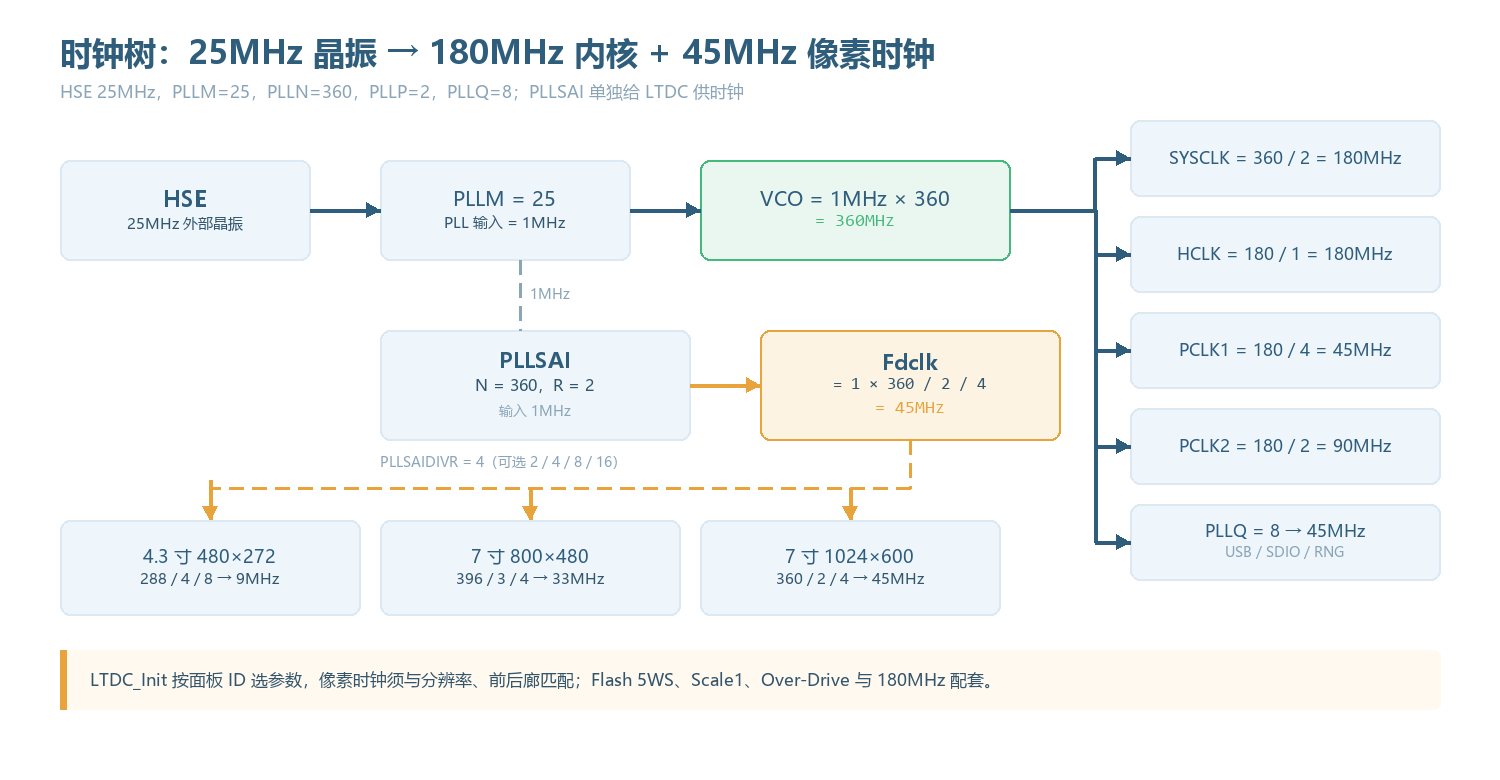 时钟树：25MHz 晶振 → 180MHz 内核 + 45MHz 像素时钟
HSE 25MHz，PLLM=25，PLLN=360，PLLP=2，PLLQ=8；PLLSAI 单独给 LTDC 供时钟
HSE
25MHz 外部晶振
PLLM = 25
PLL 输入 = 1MHz
VCO = 1MHz × 360
= 360MHz
SYSCLK = 360 / 2 = 180MHz
HCLK = 180 / 1 = 180MHz
PCLK1 = 180 / 4 = 45MHz
PCLK2 = 180 / 2 = 90MHz
PLLQ = 8 → 45MHz
USB / SDIO / RNG
1MHz
PLLSAI
N = 360，R = 2
输入 1MHz
Fdclk
= 1 × 360 / 2 / 4
= 45MHz
PLLSAIDIVR = 4（可选 2 / 4 / 8 / 16）
4.3 寸 480×272
288 / 4 / 8 → 9MHz
7 寸 800×480
396 / 3 / 4 → 33MHz
7 寸 1024×600
360 / 2 / 4 → 45MHz
LTDC_Init 按面板 ID 选参数，像素时钟须与分辨率、前后廊匹配；Flash 5WS、Scale1、Over-Drive 与 180MHz 配套。